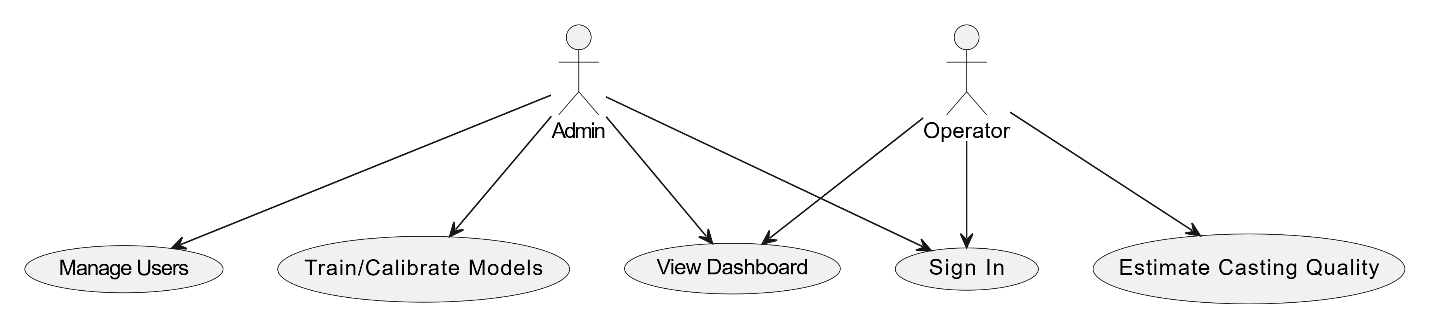 Admin
Operator
Manage Users
Train/Calibrate Models
View Dashboard
Sign In
Estimate Casting Quality